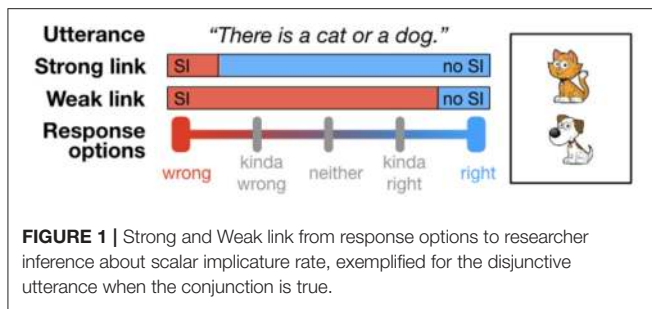 Utterance "There is a cat or a dog."
Strong link SI no SI
Weak link SI no SI
Response options
wrong kinda wrong neither kinda right right
FIGURE 1 | Strong and Weak link from response options to researcher
inference about scalar implicature rate, exemplified for the disjunctive
utterance when the conjunction is true.